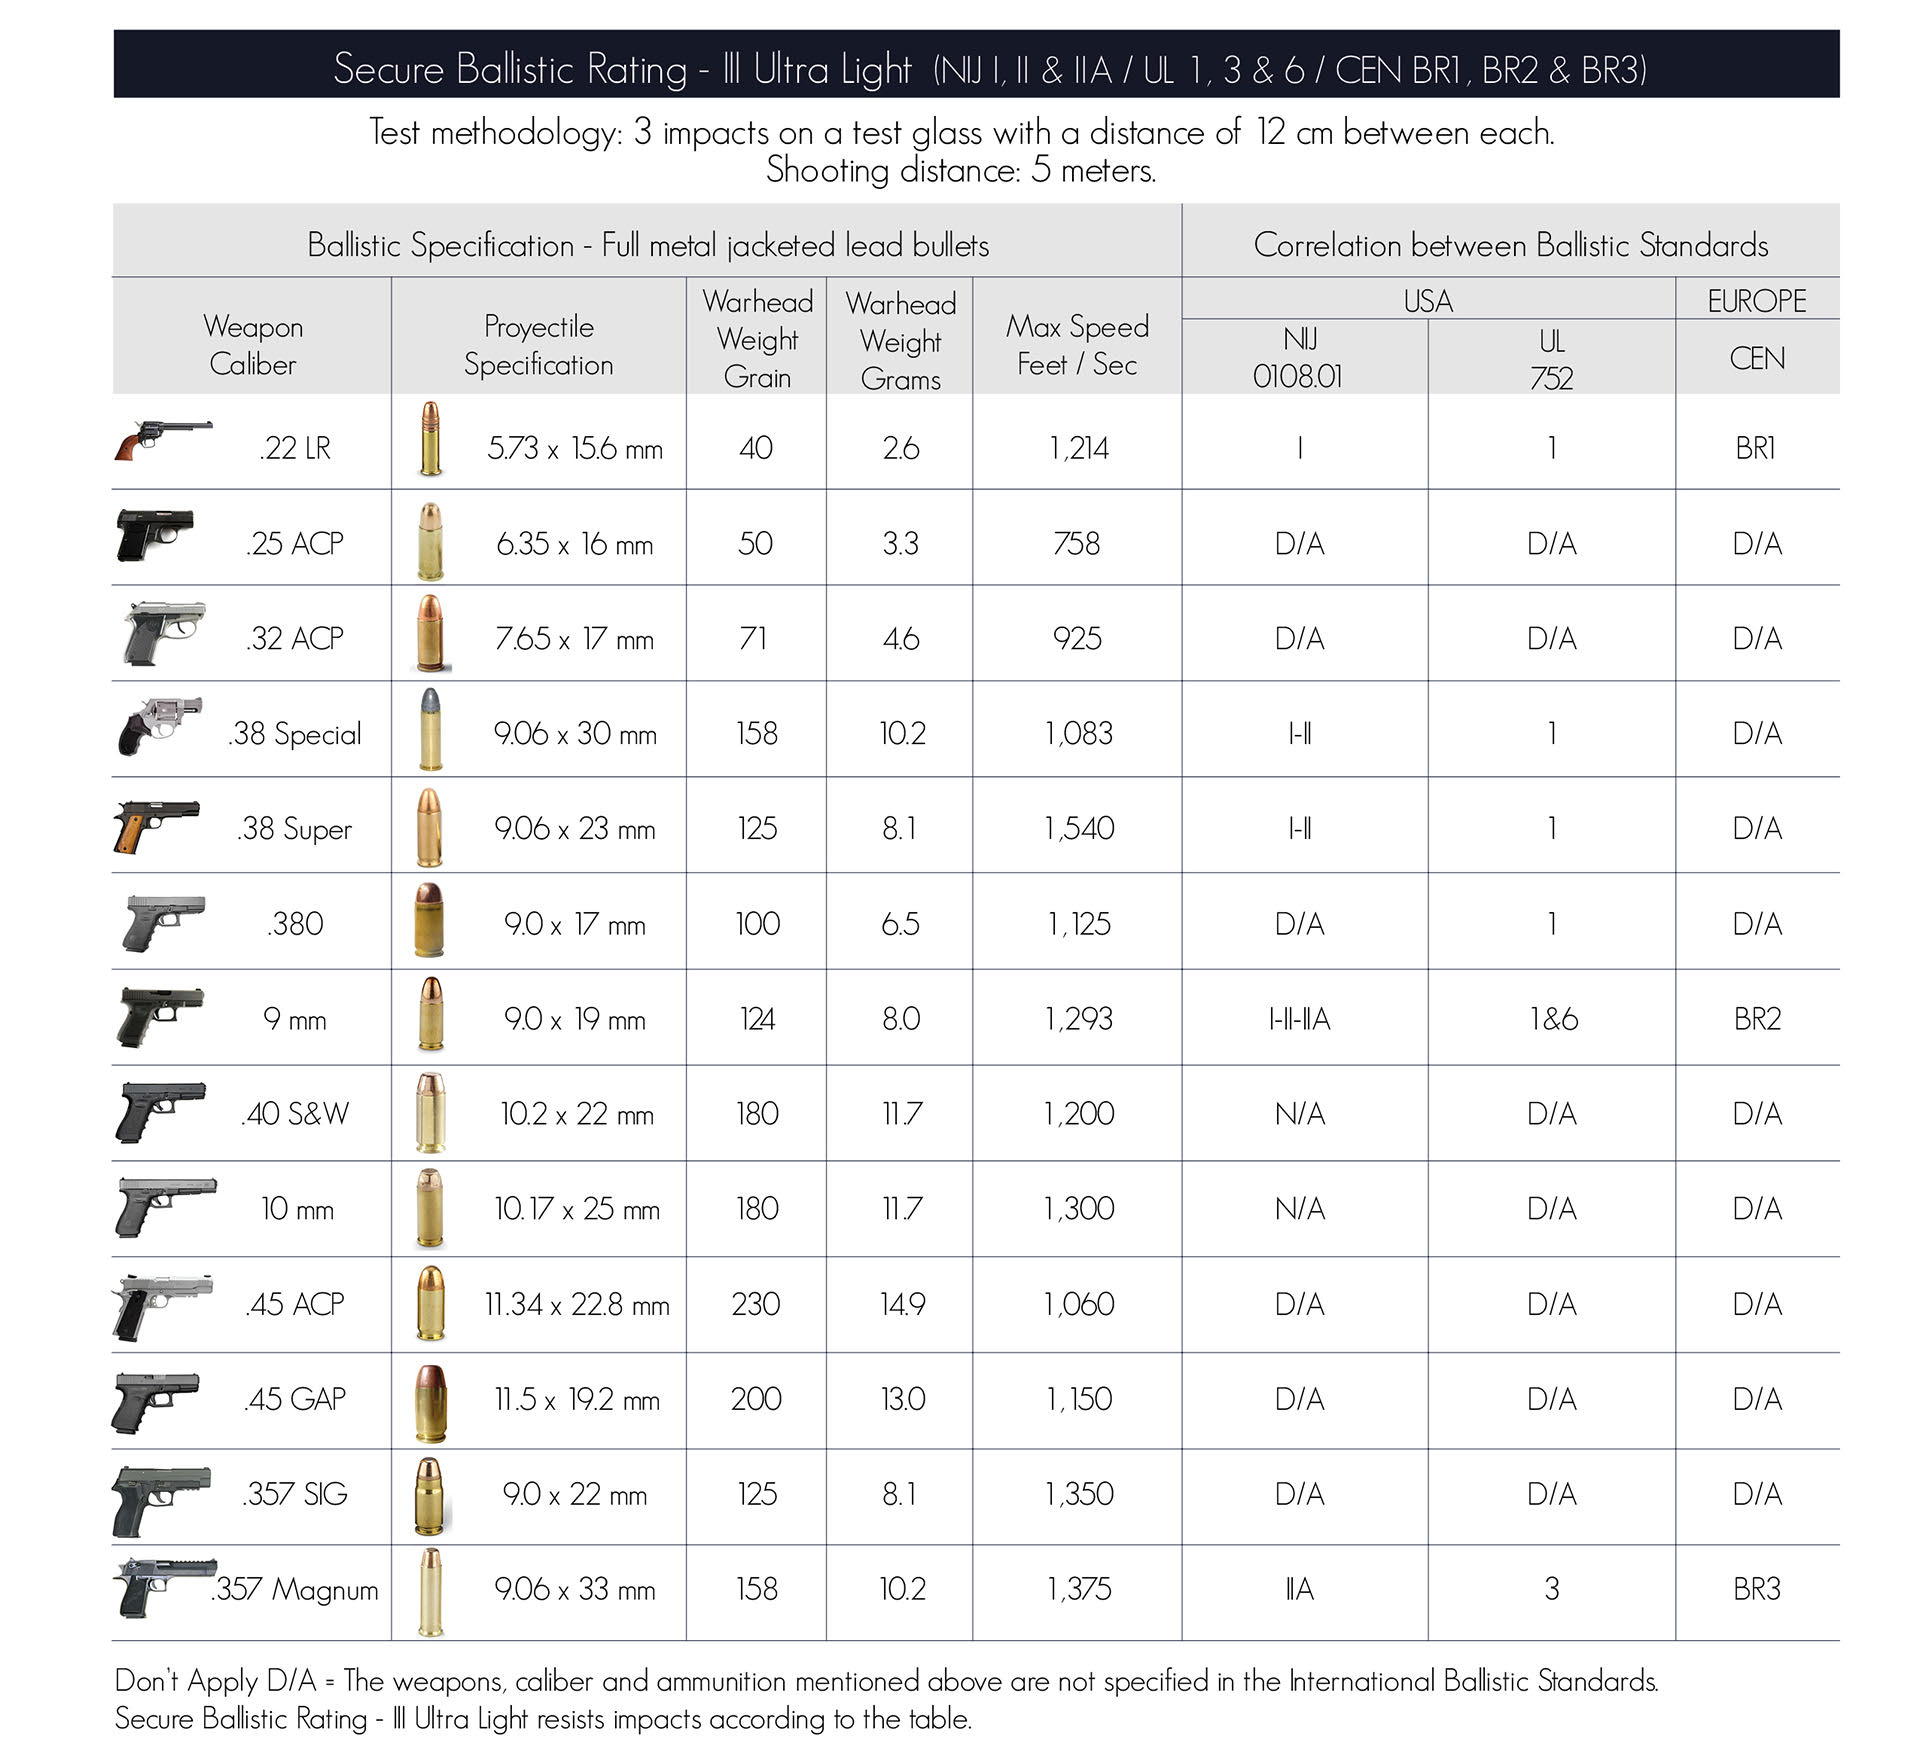 Secure Ballistic Rating - III Ultra Light (NIJ I, II & IIA / UL 1, 3 & 6 / CEN BR1, BR2 & BR3)
Test methodology: 3 impacts on a test glass with a distance of 12 cm between each.
Shooting distance: 5 meters.
Ballistic Specification - Full metal jacketed lead bullets
Correlation between Ballistic Standards
Weapon
Caliber
Proyectile
Specification
Warhead
Weight
Grain
Warhead
Weight
Grams
Max Speed
Feet / Sec
USA
EUROPE
NIJ
0108.01
UL
752
CEN
.22 LR 5.73 x 15.6 mm 40 2.6 1,214 I 1 BR1
.25 ACP 6.35 x 16 mm 50 3.3 758 D/A D/A D/A
.32 ACP 7.65 x 17 mm 71 4.6 925 D/A D/A D/A
.38 Special 9.06 x 30 mm 158 10.2 1,083 I-II 1 D/A
.38 Super 9.06 x 23 mm 125 8.1 1,540 I-II 1 D/A
.380 9.0 x 17 mm 100 6.5 1,125 D/A 1 D/A
9 mm 9.0 x 19 mm 124 8.0 1,293 I-II-IIA 1&6 BR2
.40 S&W 10.2 x 22 mm 180 11.7 1,200 N/A D/A D/A
10 mm 10.17 x 25 mm 180 11.7 1,300 N/A D/A D/A
.45 ACP 11.34 x 22.8 mm 230 14.9 1,060 D/A D/A D/A
.45 GAP 11.5 x 19.2 mm 200 13.0 1,150 D/A D/A D/A
.357 SIG 9.0 x 22 mm 125 8.1 1,350 D/A D/A D/A
.357 Magnum 9.06 x 33 mm 158 10.2 1,375 IIA 3 BR3
Don't Apply D/A = The weapons, caliber and ammunition mentioned above are not specified in the International Ballistic Standards.
Secure Ballistic Rating - III Ultra Light resists impacts according to the table.